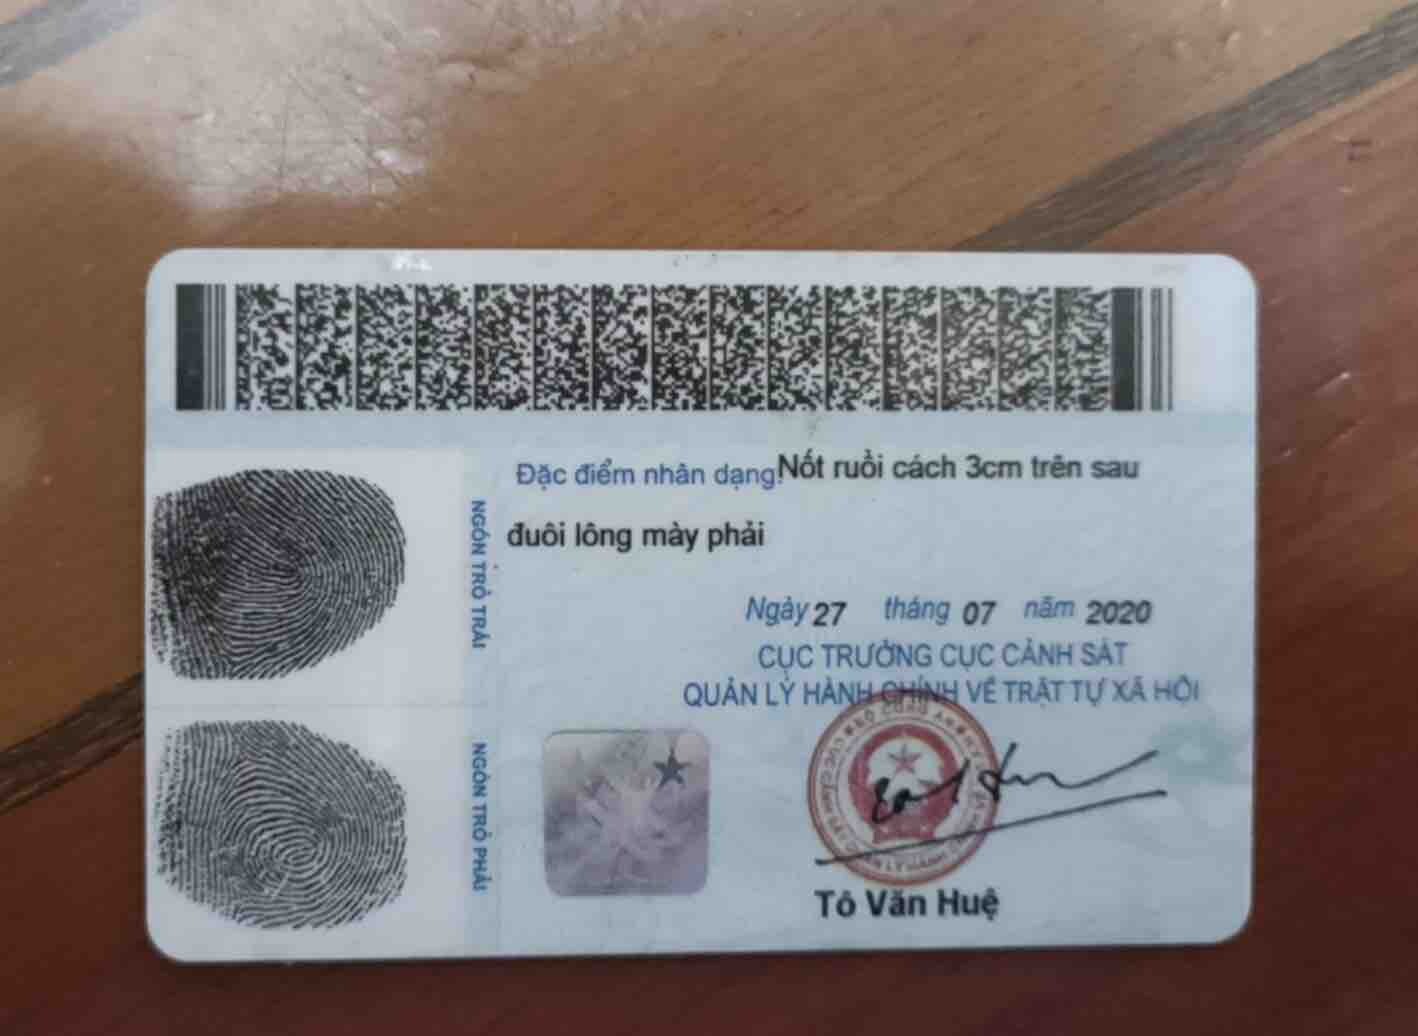 Đặc điểm nhân dạng: Nốt ruồi cách 3cm trên sau
đuôi lông mày phải
NGÓN TRỎ TRÁI
Ngày 27 tháng 07 năm 2020
CỤC TRƯỞNG CỤC CẢNH SÁT
QUẢN LÝ HÀNH CHÍNH VỀ TRẬT TỰ XÃ HỘI
NGÓN TRỎ PHẢI
Tô Văn Huệ